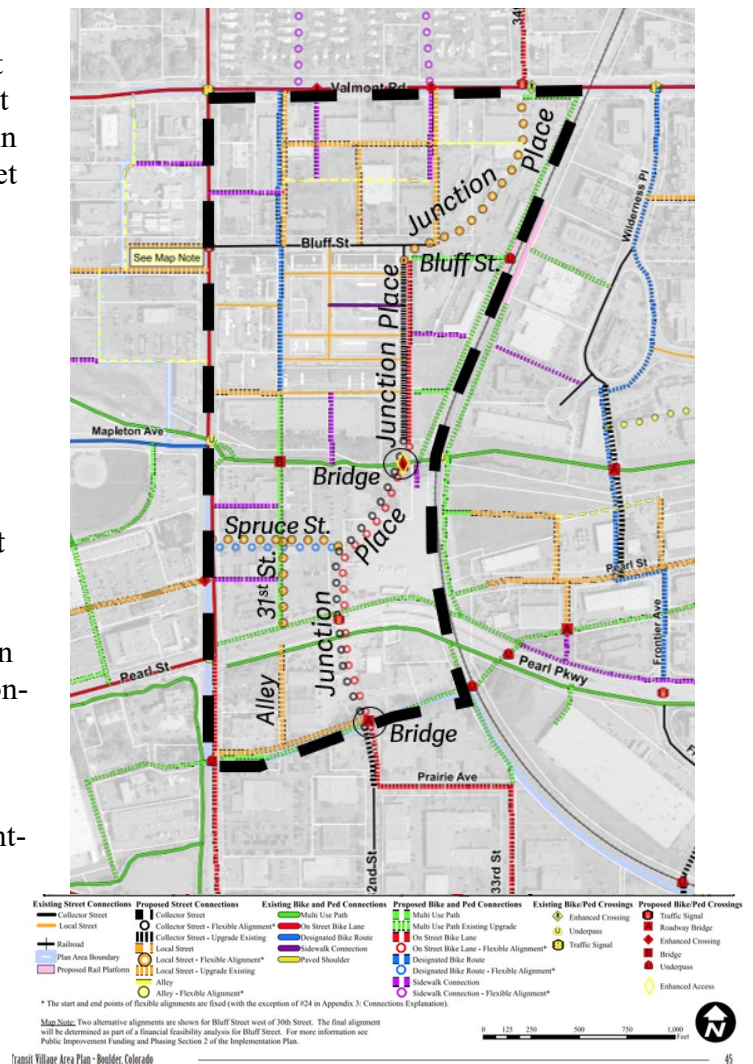 t
t
n
et
t
n
on-
nt-
34th
Valmont Rd
Place
Junction
Wilderness Pl
Bluff St
See Map Note
Bluff St.
Junction Place
Mapleton Ave
Bridge
Spruce St.
Place
31st St.
Junction
Pearl St
Frontier Ave
Pearl St
Pearl Pkwy
Alley
Bridge
Prairie Ave
33rd St
Existing Street Connections
Collector Street
Local Street
Railroad
Plan Area Boundary
Proposed Rail Platform
Proposed Street Connections
Collector Street
Collector Street - Flexible Alignment*
Collector Street - Upgrade Existing
Local Street
Local Street - Flexible Alignment*
Local Street - Upgrade Existing
Alley
Alley - Flexible Alignment*
Existing Bike and Ped Connections
Multi Use Path
On Street Bike Lane
Designated Bike Route
Sidewalk Connection
Paved Shoulder
Proposed Bike and Ped Connections
Multi Use Path
Multi Use Path Existing Upgrade
On Street Bike Lane
On Street Bike Lane - Flexible Alignment*
Designated Bike Route
Designated Bike Route - Flexible Alignment*
Sidewalk Connection
Sidewalk Connection - Flexible Alignment*
Existing Bike/Ped Crossings
Enhanced Crossing
Underpass
Traffic Signal
Proposed Bike/Ped Crossings
Traffic Signal
Roadway Bridge
Enhanced Crossing
Bridge
Underpass
Enhanced Access
* The start and end points of flexible alignments are fixed (with the exception of #24 in Appendix 3: Connections Explanation).
Map Note: Two alternative alignments are shown for Bluff Street west of 30th Street. The final alignment
will be determined as part of a financial feasibility analysis for Bluff Street. For more information see
Public Improvement Funding and Phasing Section 2 of the Implementation Plan.
0 125 250 500 750 1,000
Feet
N
Transit Village Area Plan • Boulder, Colorado
45